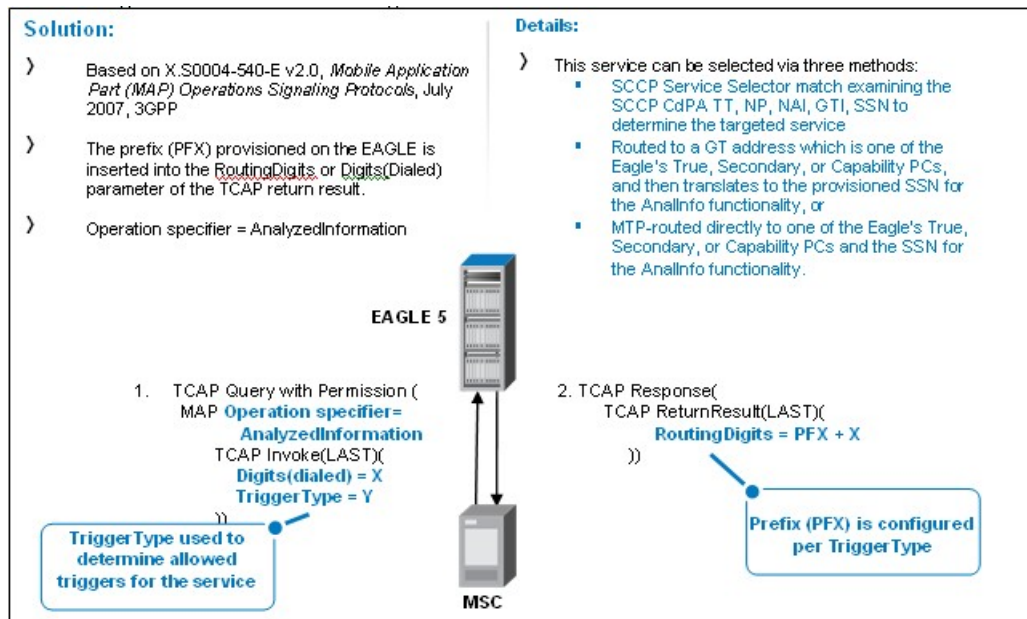 Solution:
❯ Based on X.S0004-540-E v2.0, Mobile Application
Part (MAP) Operations Signaling Protocols, July
2007, 3GPP
❯ The prefix (PFX) provisioned on the EAGLE is
inserted into the RoutingDigits or Digits(Dialed)
parameter of the TCAP return result.
❯ Operation specifier = AnalyzedInformation
Details:
❯ This service can be selected via three methods:
▪ SCCP Service Selector match examining the
SCCP CdPA TT, NP, NAI, GTI, SSN to
determine the targeted service
▪ Routed to a GT address which is one of the
Eagle's True, Secondary, or Capability PCs,
and then translates to the provisioned SSN for
the AnalInfo functionality, or
▪ MTP-routed directly to one of the Eagle's True,
Secondary, or Capability PCs and the SSN for
the AnalInfo functionality.
EAGLE 5
1. TCAP Query with Permission (
MAP Operation specifier=
AnalyzedInformation
TCAP Invoke(LAST)(
Digits(dialed) = X
TriggerType = Y
))
TriggerType used to
determine allowed
triggers for the service
2. TCAP Response(
TCAP ReturnResult(LAST)(
RoutingDigits = PFX + X
))
Prefix (PFX) is configured
per TriggerType
MSC